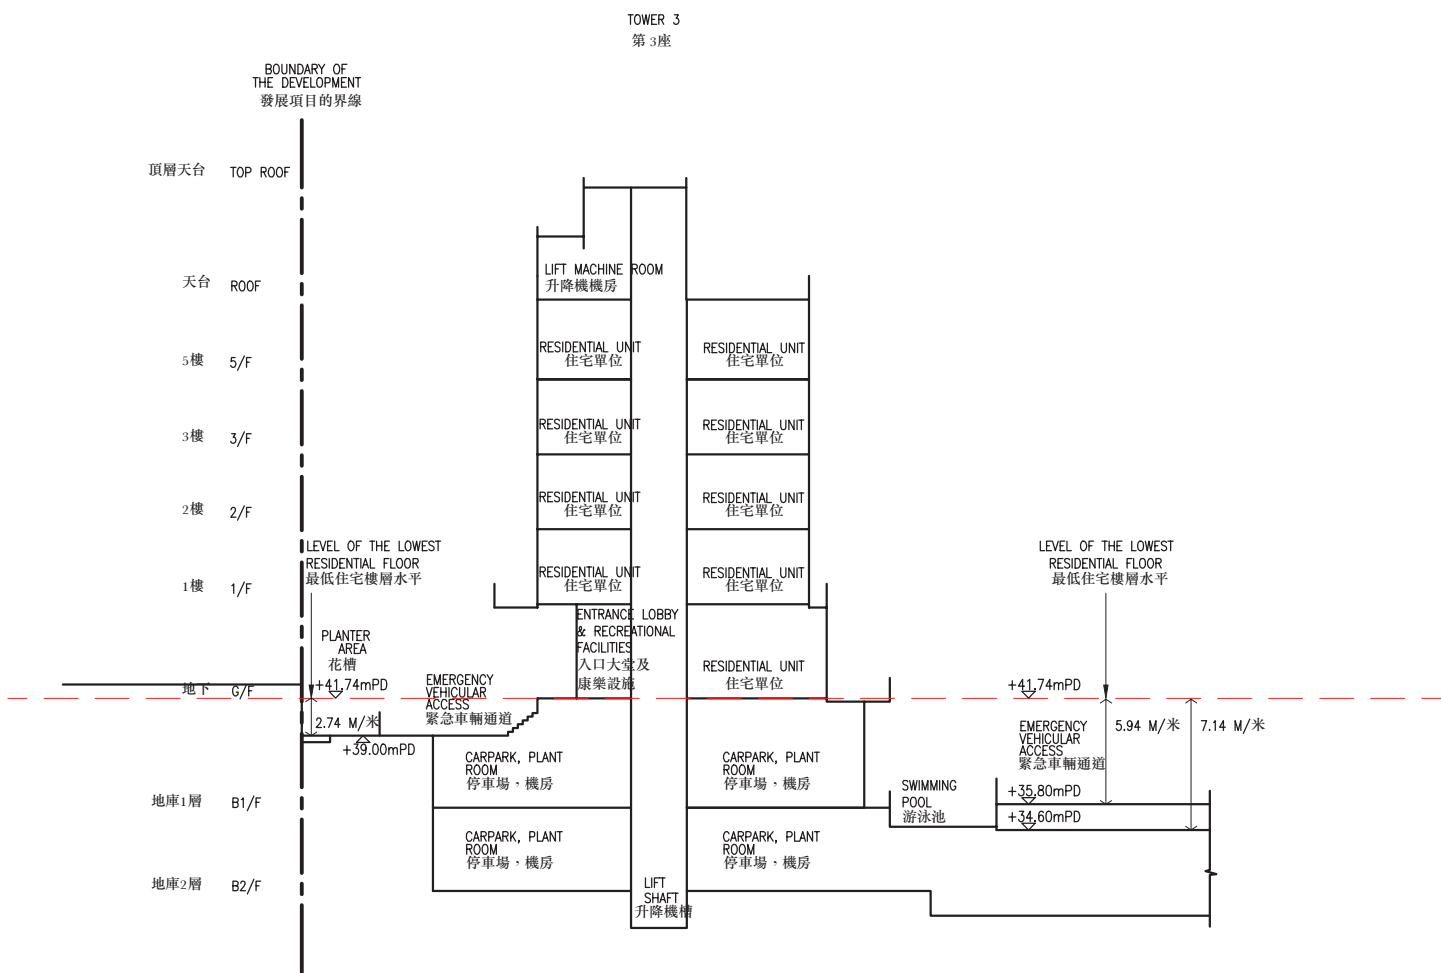 TOWER 3
第 3座
BOUNDARY OF
THE DEVELOPMENT
發展項目的界線
頂層天台 TOP ROOF
天台 ROOF
LIFT MACHINE ROOM
升降機機房
5樓 5/F
RESIDENTIAL UNIT
住宅單位
RESIDENTIAL UNIT
住宅單位
3樓 3/F
RESIDENTIAL UNIT
住宅單位
RESIDENTIAL UNIT
住宅單位
2樓 2/F
RESIDENTIAL UNIT
住宅單位
RESIDENTIAL UNIT
住宅單位
LEVEL OF THE LOWEST
RESIDENTIAL FLOOR
最低住宅樓層水平
LEVEL OF THE LOWEST
RESIDENTIAL FLOOR
最低住宅樓層水平
1樓 1/F
RESIDENTIAL UNIT
住宅單位
RESIDENTIAL UNIT
住宅單位
ENTRANCE LOBBY
& RECREATIONAL
FACILITIES
入口大堂及
康樂設施
PLANTER
AREA
花槽
RESIDENTIAL UNIT
住宅單位
地下 G/F
+41.74mPD
EMERGENCY
VEHICULAR
ACCESS
緊急車輛通道
+41.74mPD
2.74 M/米
+39.00mPD
EMERGENCY
VEHICULAR
ACCESS
緊急車輛通道
5.94 M/米
7.14 M/米
CARPARK, PLANT
ROOM
停車場、機房
CARPARK, PLANT
ROOM
停車場、機房
SWIMMING
POOL
游泳池
+35.80mPD
+34.60mPD
地庫1層 B1/F
CARPARK, PLANT
ROOM
停車場、機房
CARPARK, PLANT
ROOM
停車場、機房
地庫2層 B2/F
LIFT
SHAFT
升降機槽